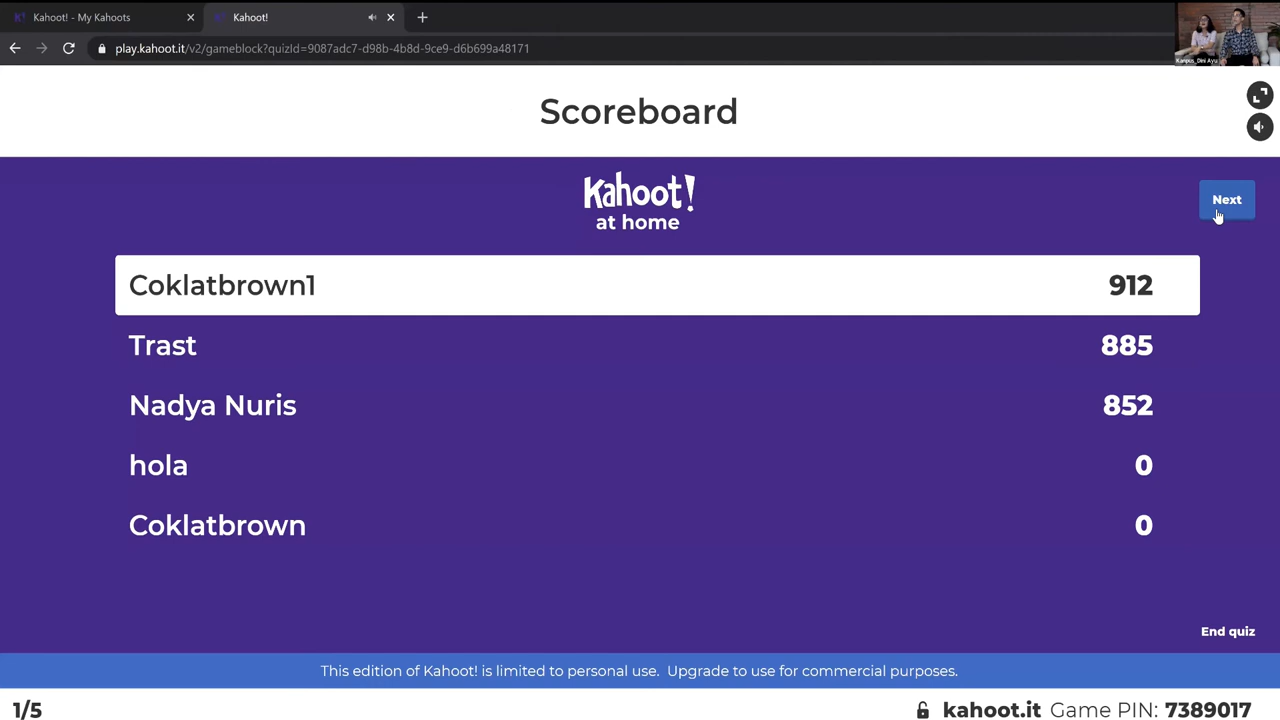 Kahoot! - My Kahoots
Kahoot!
play.kahoot.it/v2/gameblock?quizId=9087adc7-d98b-4b8d-9ce9-d6b699a48171
Kanpus_Dini Ayu
Scoreboard
Kahoot!
at home
Next
Coklatbrown1 912
Trast 885
Nadya Nuris 852
hola 0
Coklatbrown 0
End quiz
This edition of Kahoot! is limited to personal use. Upgrade to use for commercial purposes.
1/5
kahoot.it Game PIN: 7389017